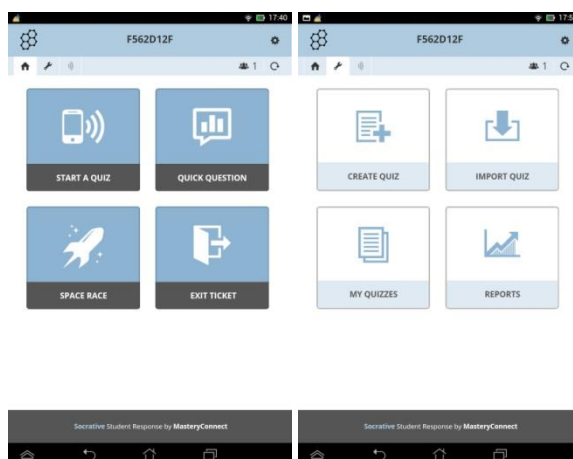 17:40
F562D12F
1
START A QUIZ
QUICK QUESTION
SPACE RACE
EXIT TICKET
Socrative Student Response by MasteryConnect
F562D12F
1
CREATE QUIZ
IMPORT QUIZ
MY QUIZZES
REPORTS
Socrative Student Response by MasteryConnect